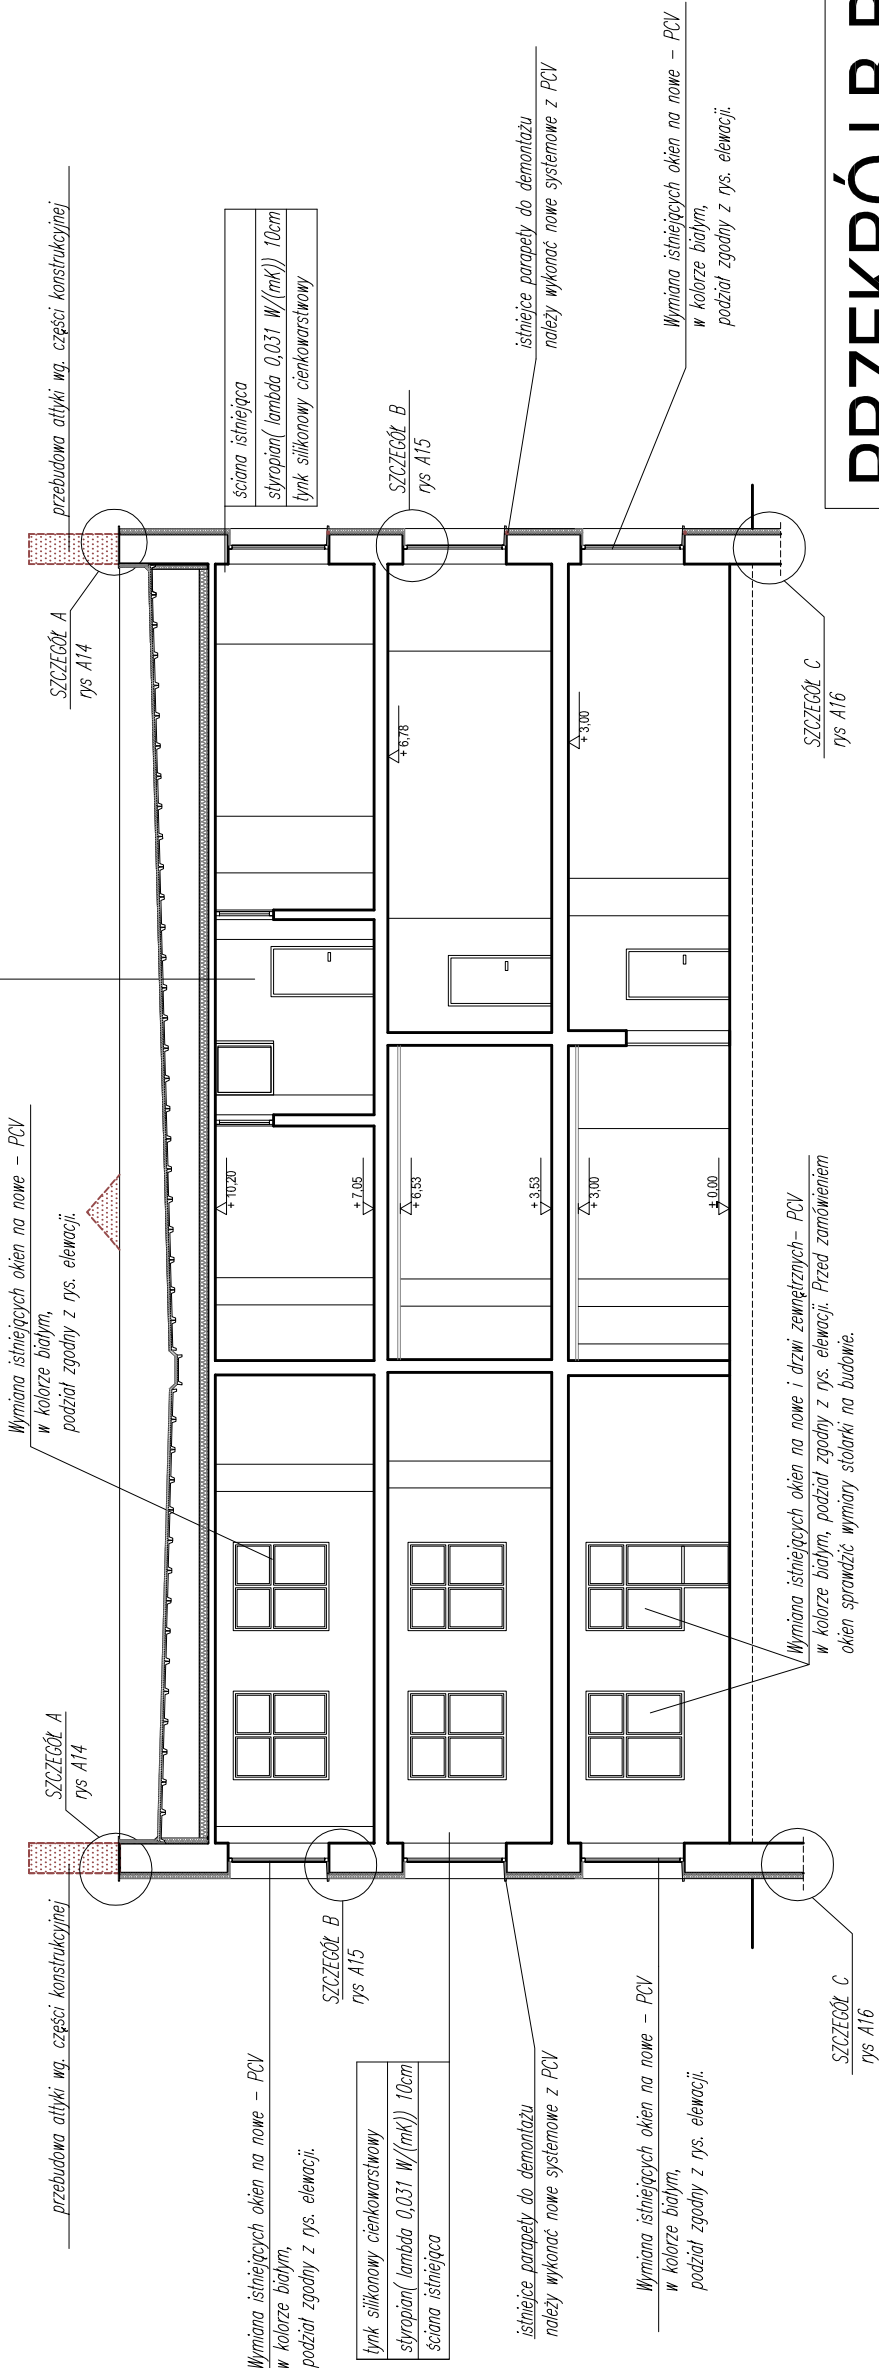 przebudowa attyki wg. części konstrukcyjnej
SZCZEGÓŁ A
rys A14
Wymiana istniejących okien na nowe - PCV
w kolorze białym,
podział zgodny z rys. elewacji.
SZCZEGÓŁ A
rys A14
przebudowa attyki wg. części konstrukcyjnej
Wymiana istniejących okien na nowe - PCV
w kolorze białym,
podział zgodny z rys. elewacji.
SZCZEGÓŁ B
rys A15
tynk silikonowy cienkowarstwowy
styropian( lambda 0,031 W/(mK)) 10cm
ściana istniejąca
istniejce parapety do demontażu
należy wykonać nowe systemowe z PCV
Wymiana istniejących okien na nowe - PCV
w kolorze białym,
podział zgodny z rys. elewacji.
SZCZEGÓŁ C
rys A16
+ 10,20
+ 7,05
+ 6,53
+ 3,53
+ 3,00
± 0,00
+ 6,78
+ 3,00
Wymiana istniejących okien na nowe i drzwi zewnętrznych- PCV
w kolorze białym, podział zgodny z rys. elewacji. Przed zamówieniem
okien sprawdzić wymiary stolarki na budowie.
ściana istniejąca
styropian( lambda 0,031 W/(mK)) 10cm
tynk silikonowy cienkowarstwowy
SZCZEGÓŁ B
rys A15
istniejce parapety do demontażu
należy wykonać nowe systemowe z PCV
Wymiana istniejących okien na nowe - PCV
w kolorze białym,
podział zgodny z rys. elewacji.
SZCZEGÓŁ C
rys A16